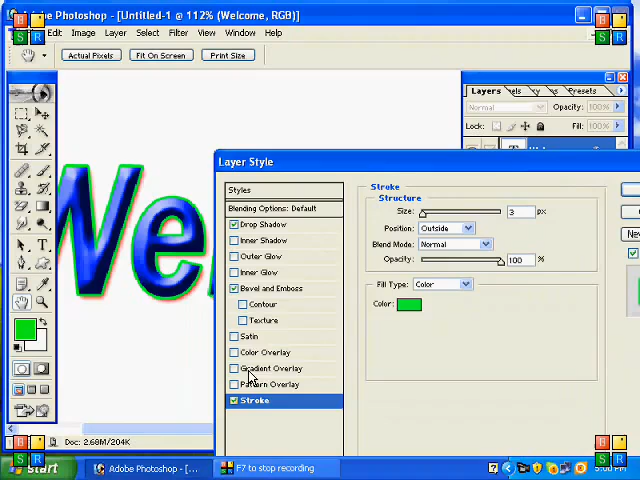 Adobe Photoshop - [Untitled-1 @ 112% (Welcome, RGB)]
Edit Image Layer Select Filter View Window Help
Actual Pixels Fit On Screen Print Size
Layers Presets
Normal Opacity: 100%
Lock: Fill: 100%
We
Layer Style
Styles
Blending Options: Default
Drop Shadow
Inner Shadow
Outer Glow
Inner Glow
Bevel and Emboss
Contour
Texture
Satin
Color Overlay
Gradient Overlay
Pattern Overlay
Stroke
Stroke
Structure
Size: 3 px
Position: Outside
Blend Mode: Normal
Opacity: 100 %
Fill Type: Color
Color:
Doc: 2.68M/204K
start
Adobe Photoshop - [...
F7 to stop recording
B
S R
B
S R
B
S R
B
S R